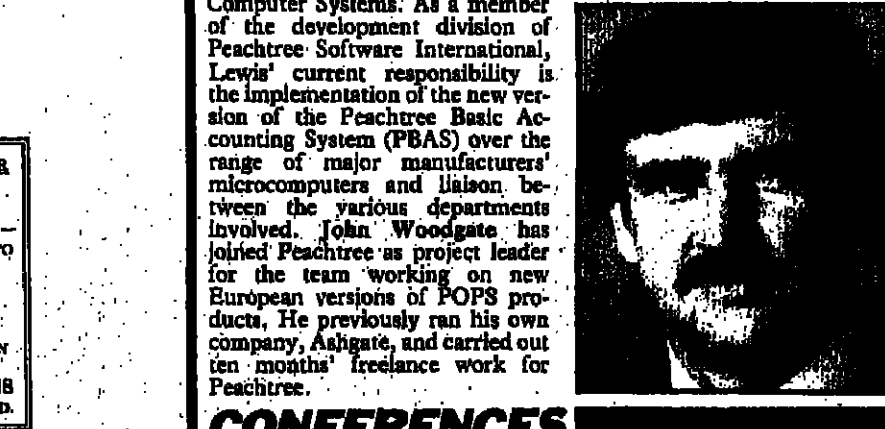 Computer Systems. As a member
of the development division of
Peachtree Software International,
Lewis' current responsibility is
the implementation of the new ver-
sion of the Peachtree Basic Ac-
counting System (PBAS) over the
range of major manufacturers'
microcomputers and liaison be-
tween the various departments
involved. John Woodgate has
joined Peachtree as project leader
for the team working on new
European versions of POPS pro-
ducts. He previously ran his own
company, Ashgate, and carried out
ten months' freelance work for
Peachtree.
CONFERENCES